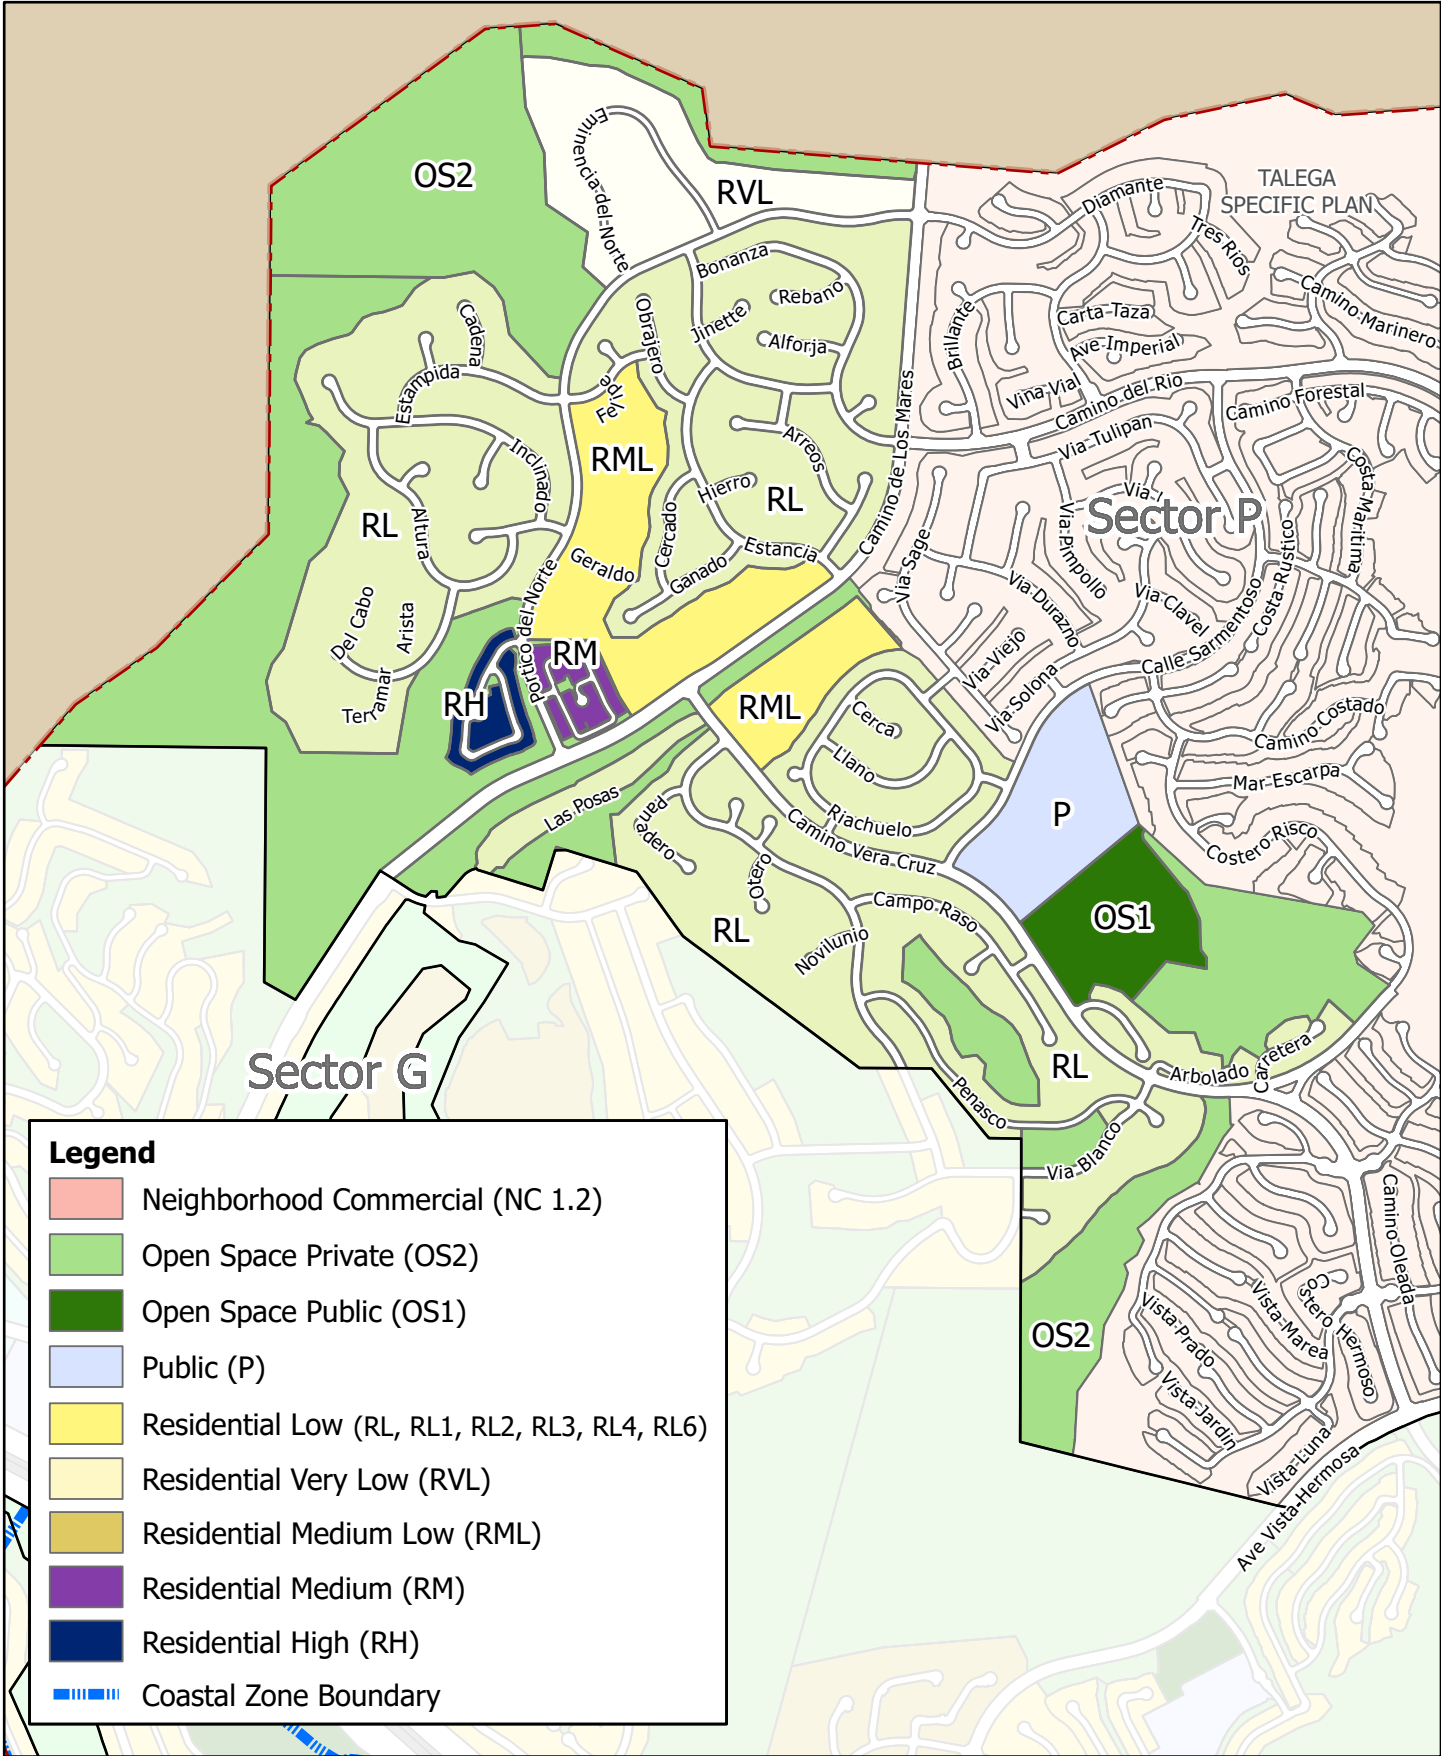 OS2
RVL
TALEGA
SPECIFIC PLAN
Eminencia del Norte
Diamante
Tres Rios
Bonanza
Rebano
Obrajero
Jinette
Alforja
Cadena
Estampida
Fe
Vipe
Brillante
Carta Taza
Ave Imperial
Vina Vial
Camino del Rio
Camino Marinero
Camino Forestal
Via Tulipan
RML
Inclinado
Arreos
Hierro
RL
Camino de Los Mares
Costa Maritima
RL
Altura
Cercado
Geraldo
Ganado
Estancia
Via Sage
Via Pimpollo
Sector P
Costa Rustico
Via Durazno
Via Clavel
Calle Sarmentoso
Del Cabo
Arista
Terramar
Portico del Norte
RM
RH
RML
Via Viejo
Via Solona
Cerca
Llano
Riachuelo
Camino Costado
Mar Escarpa
Las Posas
Panadero
Otero
Camino Vera Cruz
P
Costero Risco
RL
Campo Raso
Novilunio
OS1
Sector G
RL
Penasco
Arbolado
Carretera
Via Blanco
Camino Oleada
OS2
Costero Hermoso
Vista Marea
Vista Prado
Vista Jardin
Vista Luna
Ave Vista Hermosa
Legend
Neighborhood Commercial (NC 1.2)
Open Space Private (OS2)
Open Space Public (OS1)
Public (P)
Residential Low (RL, RL1, RL2, RL3, RL4, RL6)
Residential Very Low (RVL)
Residential Medium Low (RML)
Residential Medium (RM)
Residential High (RH)
Coastal Zone Boundary